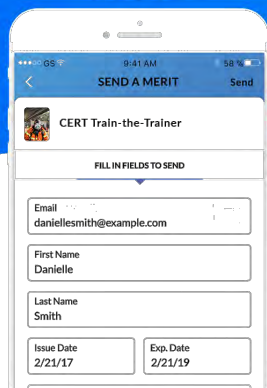 GS 9:41 AM 58 %
SEND A MERIT Send
CERT Train-the-Trainer
FILL IN FIELDS TO SEND
Email
daniellesmith@example.com
First Name
Danielle
Last Name
Smith
Issue Date Exp. Date
2/21/17 2/21/19